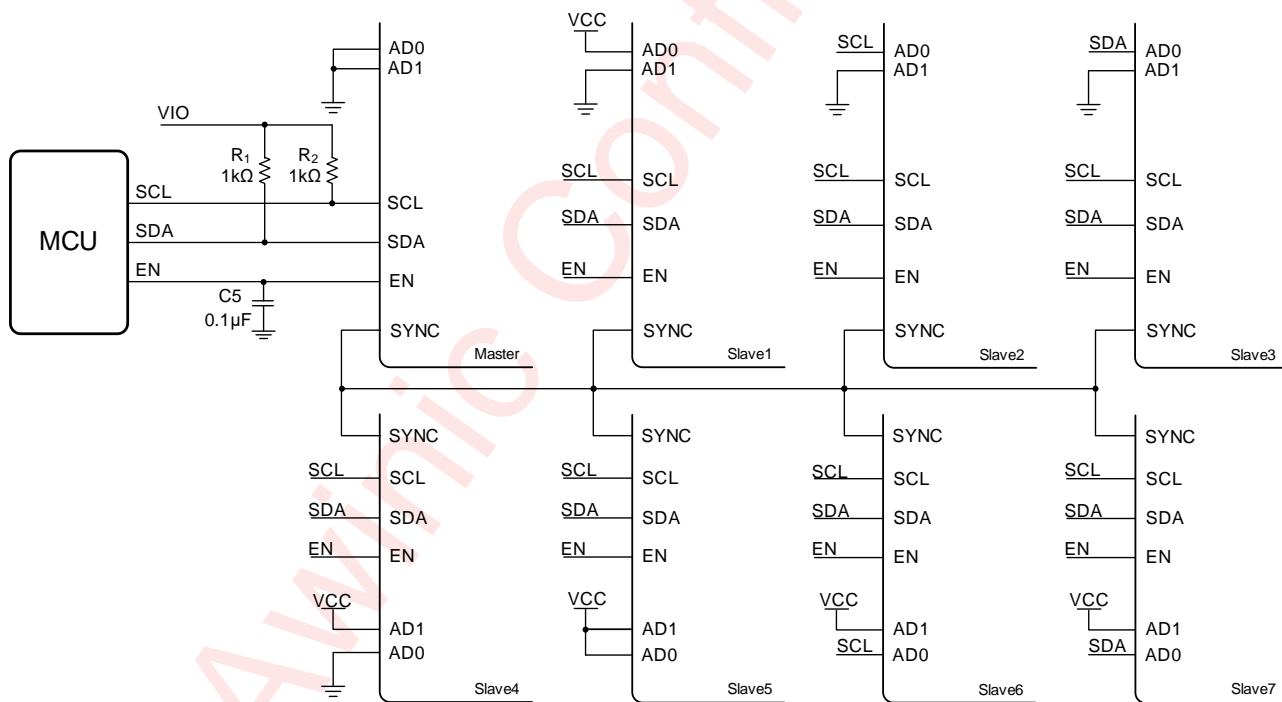 VCC
AD0
AD1
AD0
AD1
SCL
AD0
AD1
SDA
AD0
AD1
VIO
R1
1kΩ
R2
1kΩ
MCU
SCL
SCL
SDA
SDA
EN
EN
C5
0.1μF
SYNC
Master
SCL
SCL
SDA
SDA
EN
EN
SYNC
Slave1
SCL
SCL
SDA
SDA
EN
EN
SYNC
Slave2
SCL
SCL
SDA
SDA
EN
EN
SYNC
Slave3
SYNC
SCL
SCL
SDA
SDA
EN
EN
VCC
AD1
AD0
Slave4
SYNC
SCL
SCL
SDA
SDA
EN
EN
VCC
AD1
AD0
Slave5
SYNC
SCL
SCL
SDA
SDA
EN
EN
VCC
AD1
SCL
AD0
Slave6
SYNC
SCL
SCL
SDA
SDA
EN
EN
VCC
AD1
SDA
AD0
Slave7
Awinic Conf